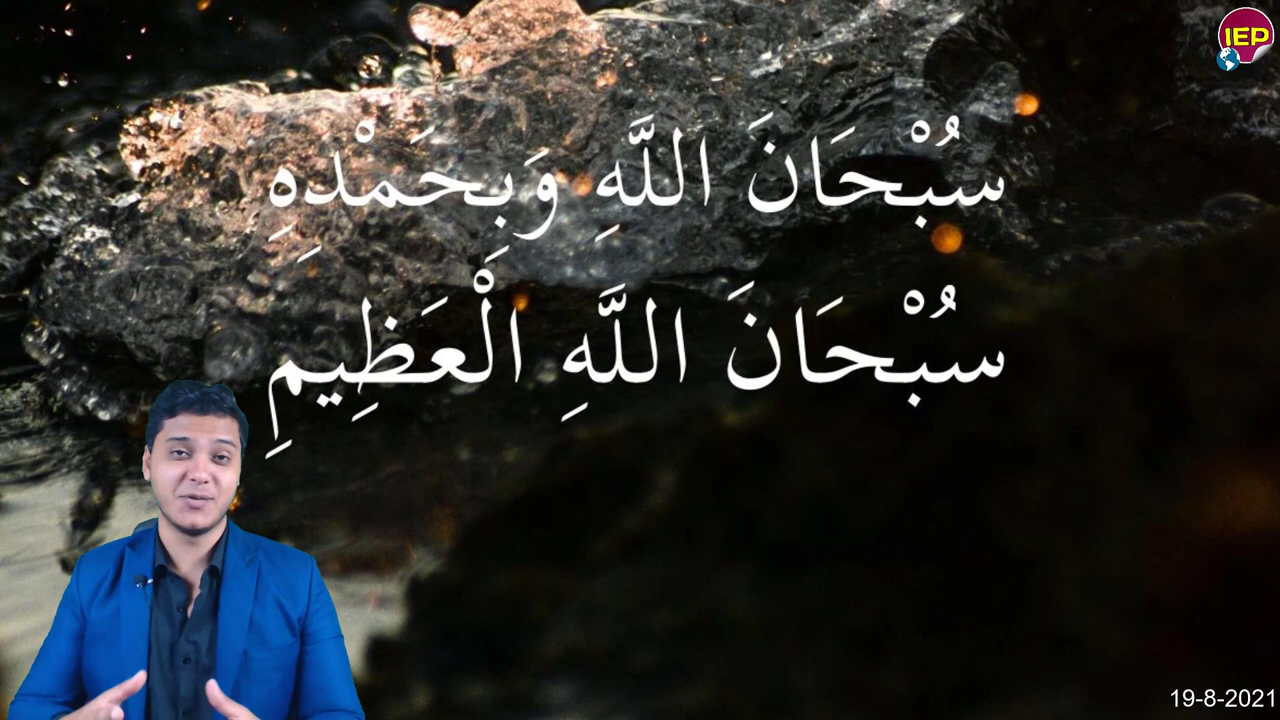 IEP
سُبْحَانَ اللَّهِ وَبِحَمْدِهِ
سُبْحَانَ اللَّهِ الْعَظِيمِ
19-8-2021